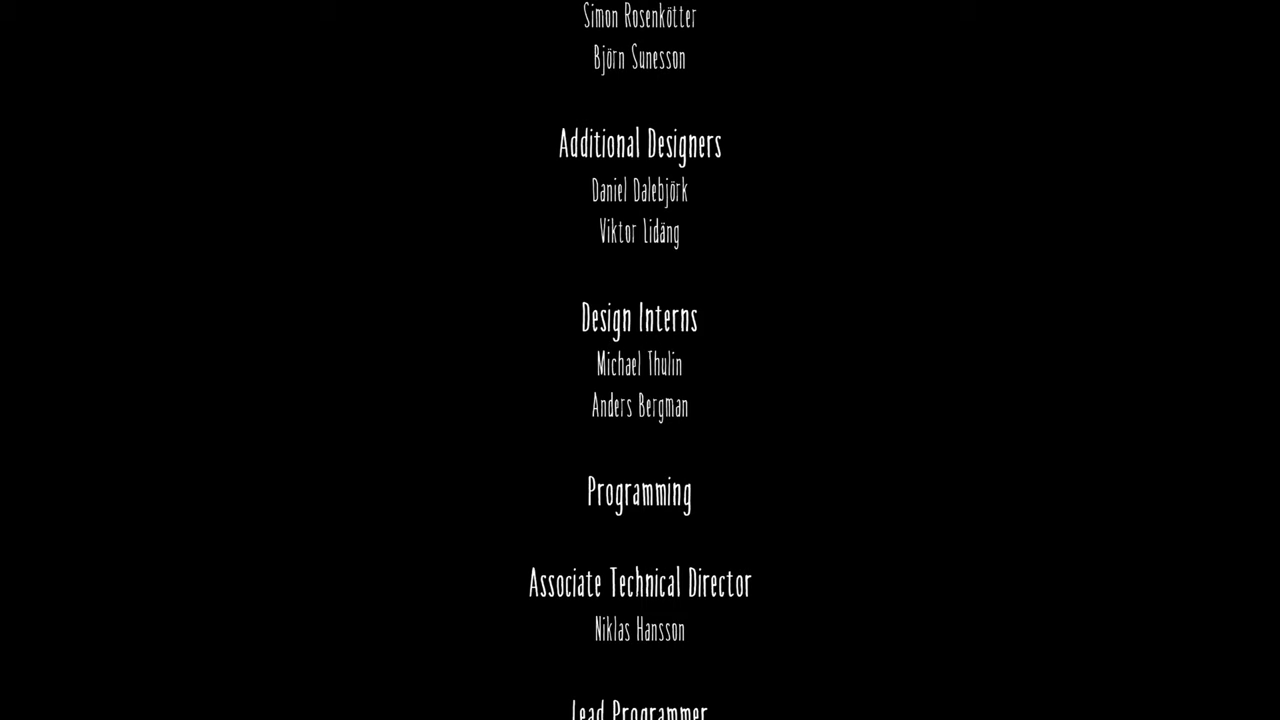 Simon Rosenkötter
Björn Sunesson
Additional Designers
Daniel Dalebjörk
Viktor Lidäng
Design Interns
Michael Thulin
Anders Bergman
Programming
Associate Technical Director
Niklas Hansson
Lead Programmer